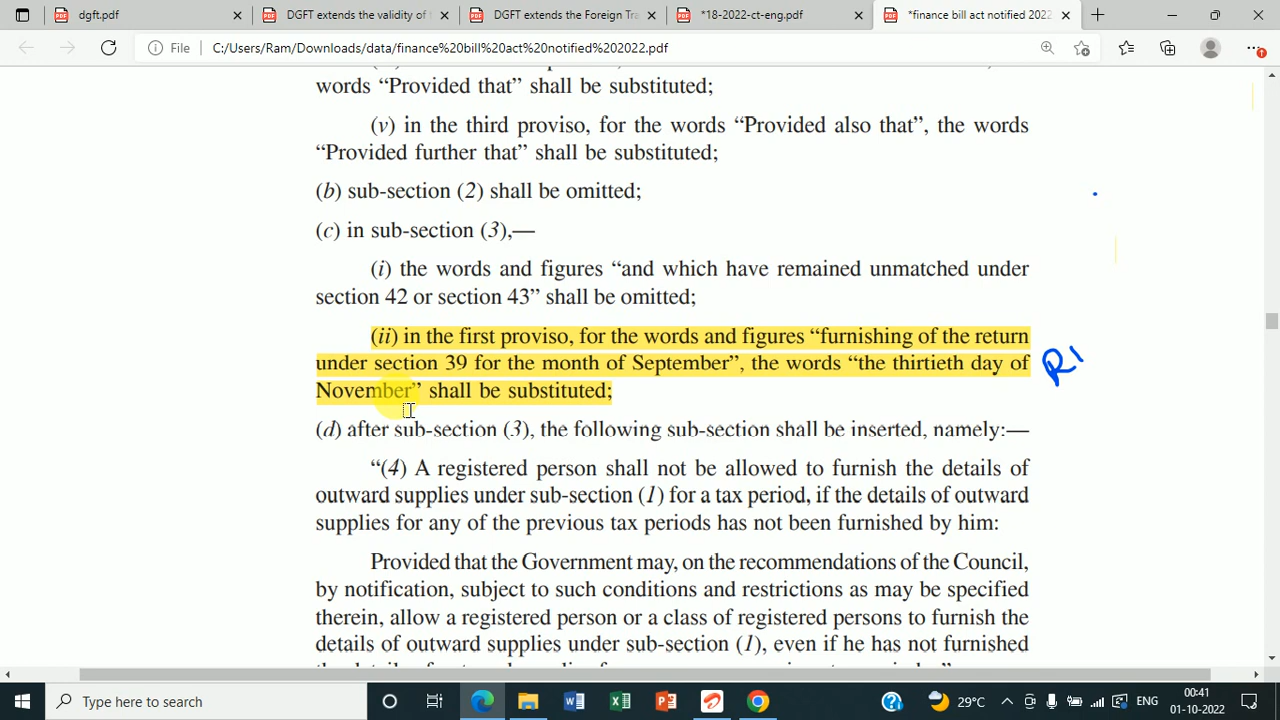 dgft.pdf
DGFT extends the validity of
DGFT extends the Foreign Tra
*18-2022-ct-eng.pdf
*finance bill act notified 2022
File
C:/Users/Ram/Downloads/data/finance%20bill%20act%20notified%202022.pdf
words “Provided that” shall be substituted;
(v) in the third proviso, for the words “Provided also that”, the words
“Provided further that” shall be substituted;
(b) sub-section (2) shall be omitted;
(c) in sub-section (3),—
(i) the words and figures “and which have remained unmatched under
section 42 or section 43” shall be omitted;
(ii) in the first proviso, for the words and figures “furnishing of the return
under section 39 for the month of September”, the words “the thirtieth day of
November” shall be substituted;
(d) after sub-section (3), the following sub-section shall be inserted, namely:—
“(4) A registered person shall not be allowed to furnish the details of
outward supplies under sub-section (1) for a tax period, if the details of outward
supplies for any of the previous tax periods has not been furnished by him:
Provided that the Government may, on the recommendations of the Council,
by notification, subject to such conditions and restrictions as may be specified
therein, allow a registered person or a class of registered persons to furnish the
details of outward supplies under sub-section (1), even if he has not furnished
Type here to search
29°C
ENG
00:41
01-10-2022